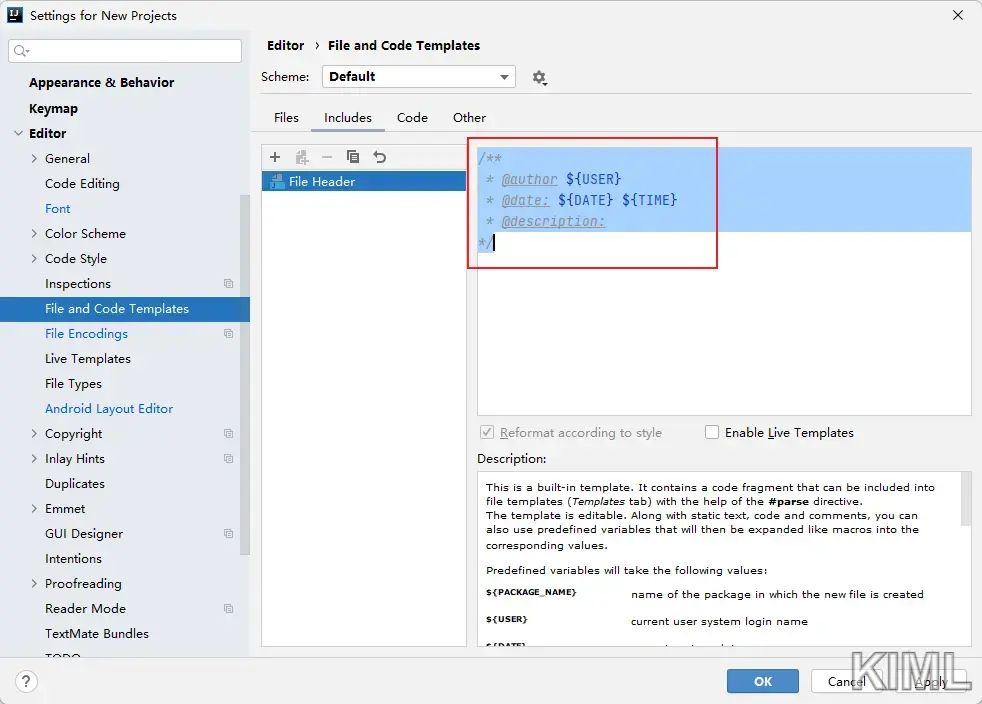 Settings for New Projects
Appearance & Behavior
Keymap
Editor
General
Code Editing
Font
Color Scheme
Code Style
Inspections
File and Code Templates
File Encodings
Live Templates
File Types
Android Layout Editor
Copyright
Inlay Hints
Duplicates
Emmet
GUI Designer
Intentions
Proofreading
Reader Mode
TextMate Bundles
TODO
Editor › File and Code Templates
Scheme: Default
Files Includes Code Other
File Header
/**
* @author ${USER}
* @date: ${DATE} ${TIME}
* @description:
*/
Reformat according to style Enable Live Templates
Description:
This is a built-in template. It contains a code fragment that can be included into
file templates (Templates tab) with the help of the #parse directive.
The template is editable. Along with static text, code and comments, you can
also use predefined variables that will then be expanded like macros into the
corresponding values.
Predefined variables will take the following values:
${PACKAGE_NAME} name of the package in which the new file is created
${USER} current user system login name
${DATE}
? OK Cancel Apply
KIML